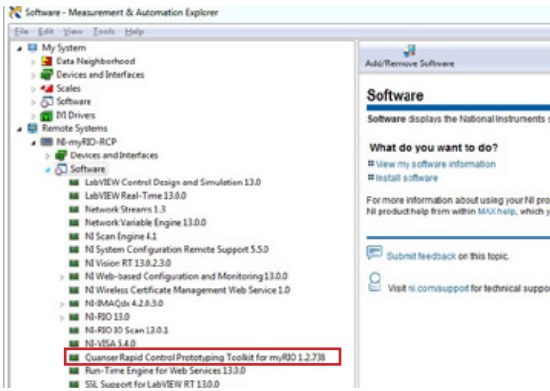 Software - Measurement & Automation Explorer
File Edit View Tools Help
My System
Data Neighborhood
Devices and Interfaces
Scales
Software
IVI Drivers
Remote Systems
NI-myRIO-RCP
Devices and Interfaces
Software
LabVIEW Control Design and Simulation 13.0
LabVIEW Real-Time 13.0.0
Network Streams 1.3
Network Variable Engine 13.0.0
NI Scan Engine 4.1
NI System Configuration Remote Support 5.5.0
NI Vision RT 13.0.2.3.0
NI Web-based Configuration and Monitoring 13.0.0
NI Wireless Certificate Management Web Service 1.0
NI-IMAQdx 4.2.0.3.0
NI-RIO 13.0
NI-RIO IO Scan 13.0.1
NI-VISA 5.4.0
Quanser Rapid Control Prototyping Toolkit for myRIO 1.2.738
Run-Time Engine for Web Services 13.0.0
SSL Support for LabVIEW RT 13.0.0
Add/Remove Software
Software
Software displays the National Instruments s
What do you want to do?
View my software information
Install software
For more information about using your NI pro
NI product help from within MAX help, which y
Submit feedback on this topic.
Visit ni.com/support for technical suppo